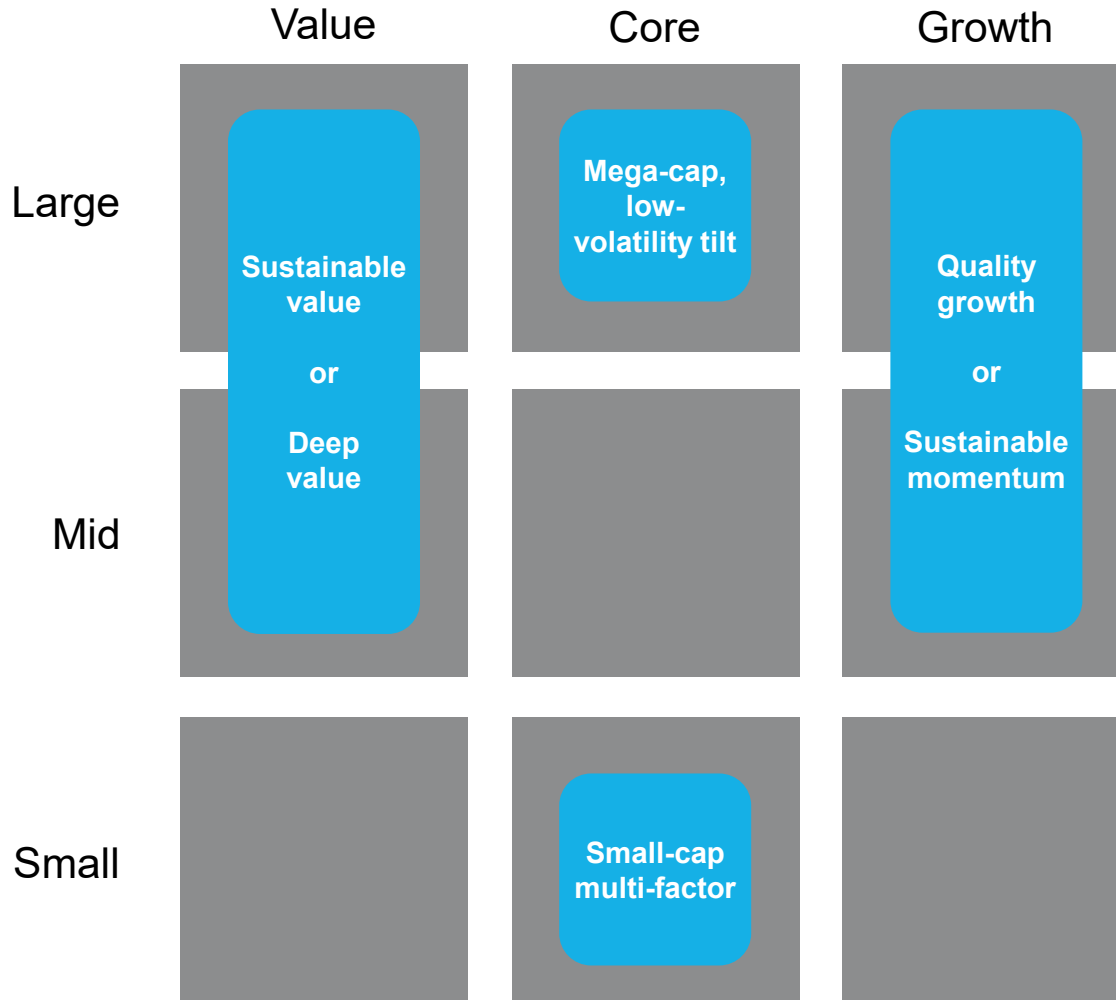 Value Core Growth
Large
Sustainable
value
or
Deep
value
Mega-cap,
low-
volatility tilt
Quality
growth
or
Sustainable
momentum
Mid
Small
Small-cap
multi-factor